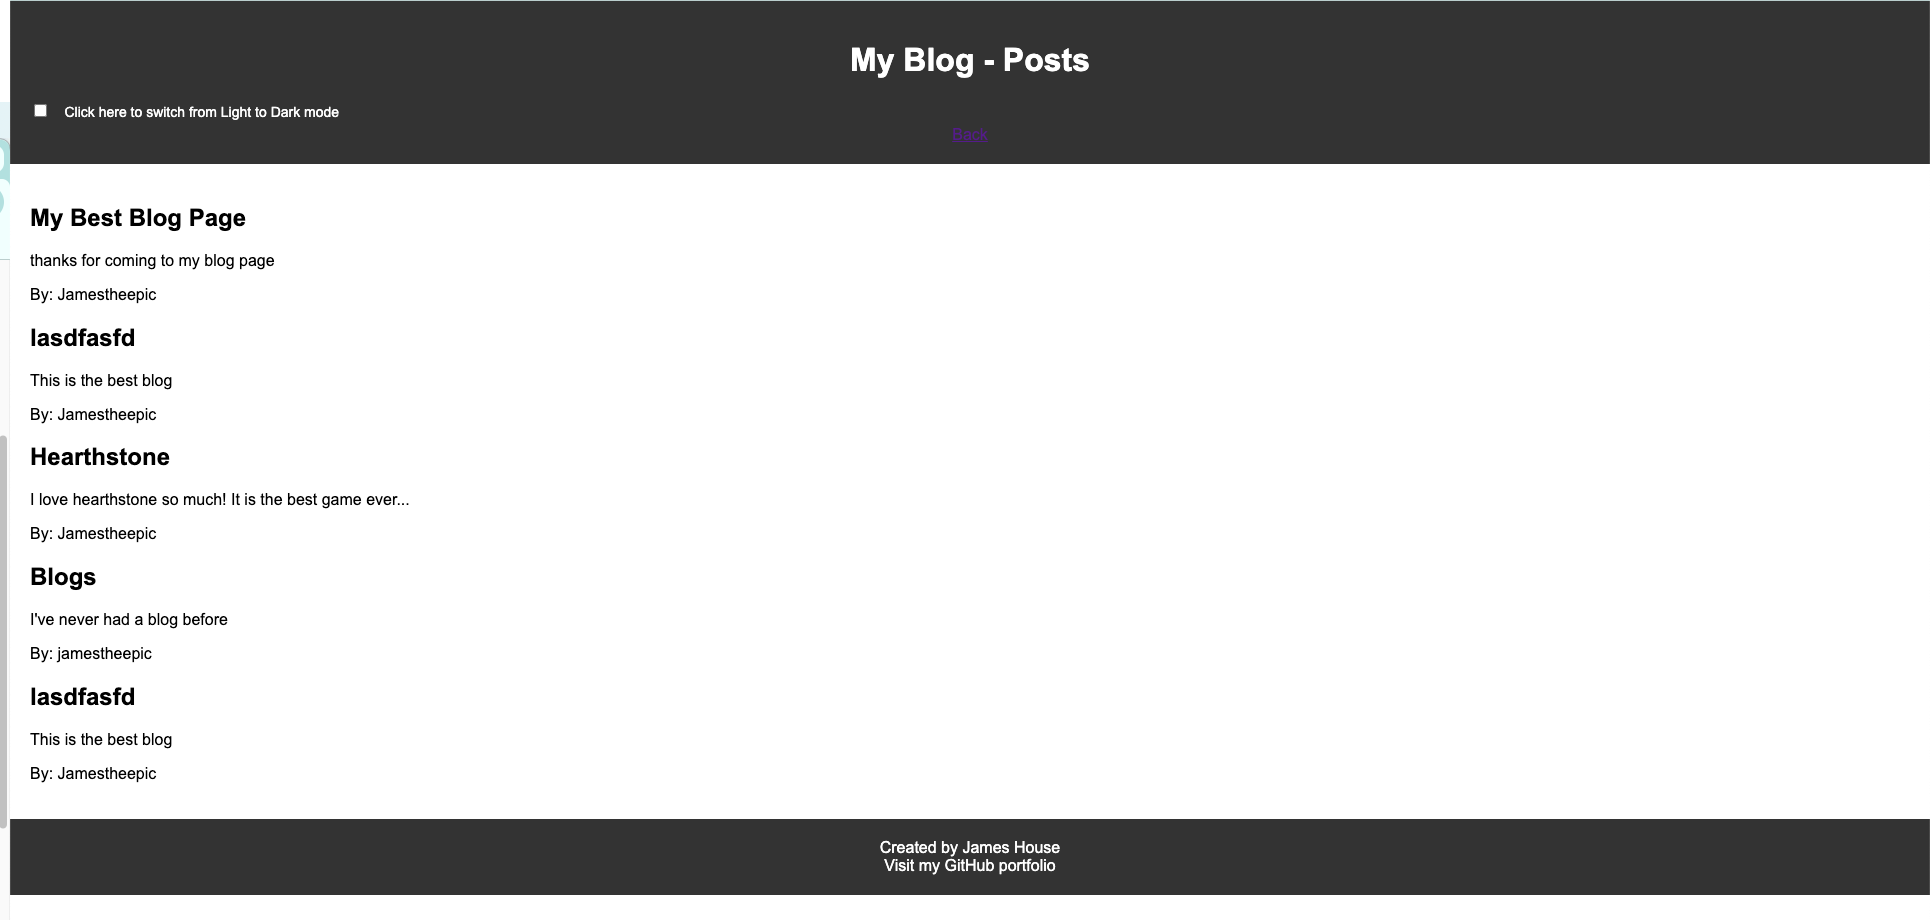 My Blog - Posts
Click here to switch from Light to Dark mode
Back
My Best Blog Page
thanks for coming to my blog page
By: Jamestheepic
lasdfasfd
This is the best blog
By: Jamestheepic
Hearthstone
I love hearthstone so much! It is the best game ever...
By: Jamestheepic
Blogs
I've never had a blog before
By: jamestheepic
lasdfasfd
This is the best blog
By: Jamestheepic
Created by James House
Visit my GitHub portfolio